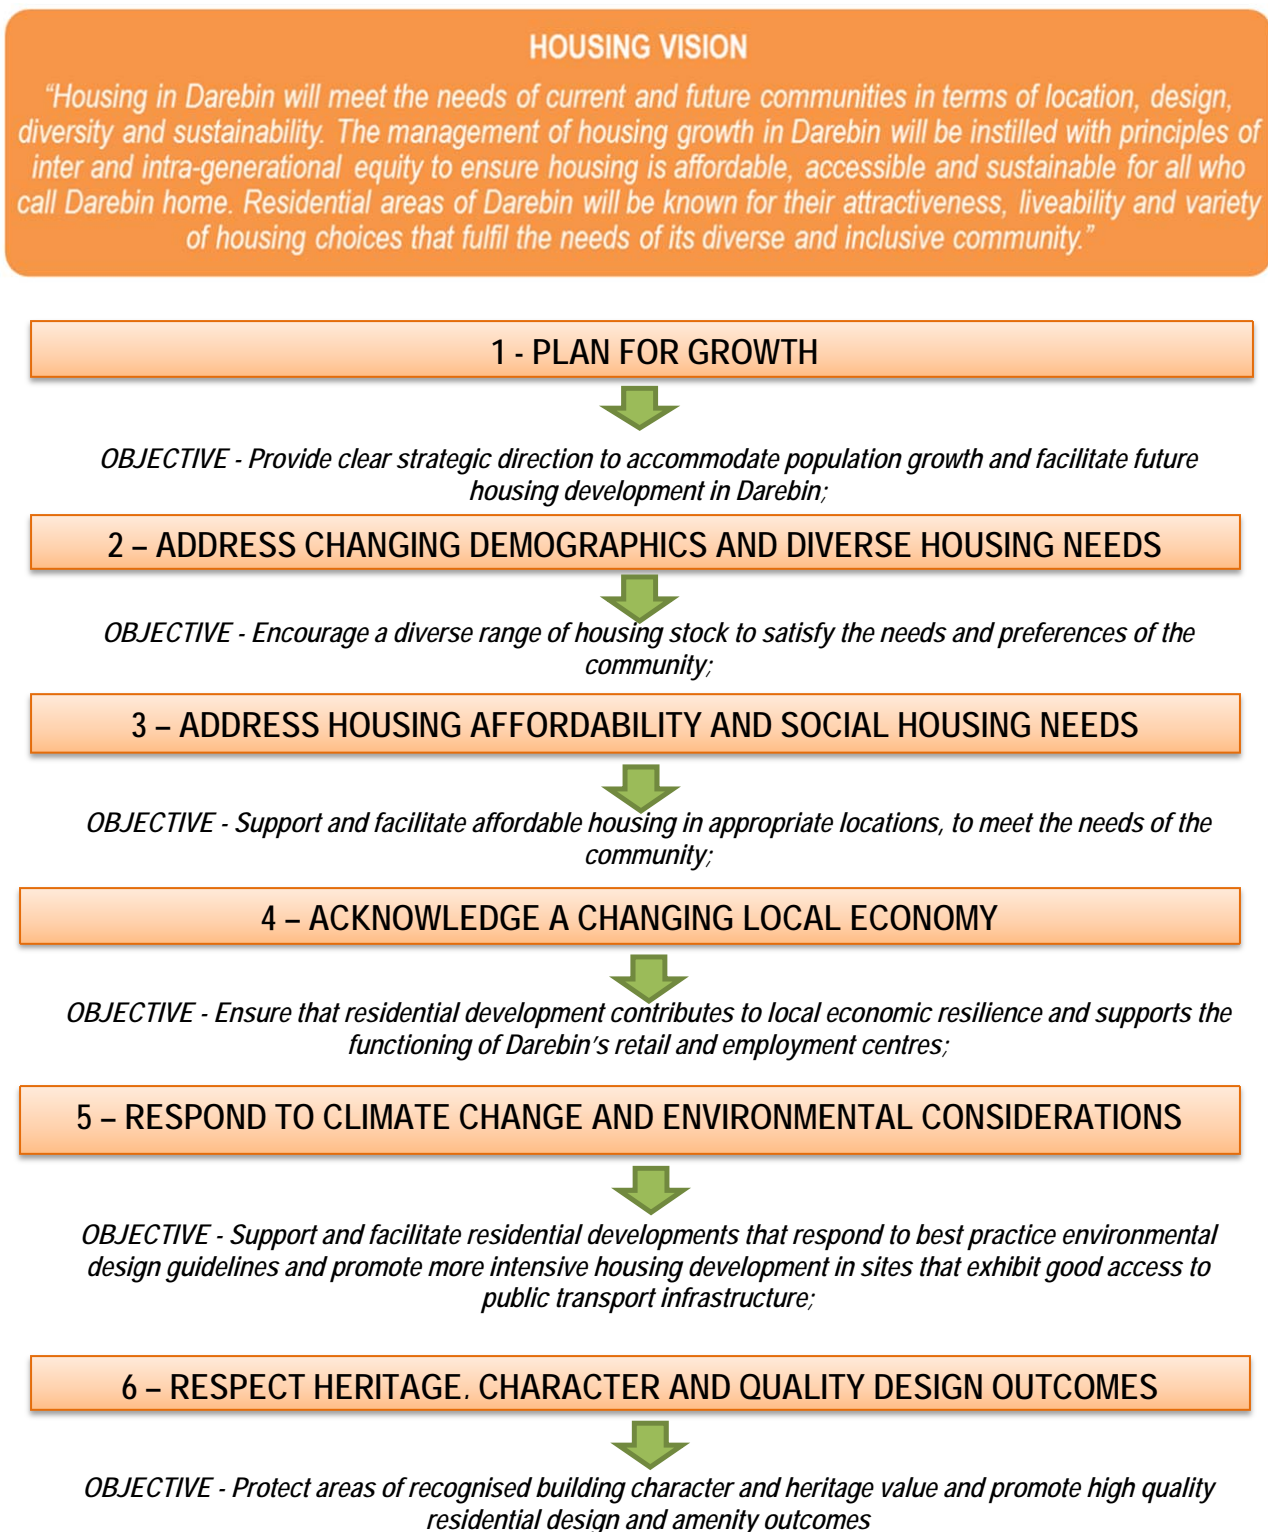 HOUSING VISION
“Housing in Darebin will meet the needs of current and future communities in terms of location, design,
diversity and sustainability. The management of housing growth in Darebin will be instilled with principles of
inter and intra-generational equity to ensure housing is affordable, accessible and sustainable for all who
call Darebin home. Residential areas of Darebin will be known for their attractiveness, liveability and variety
of housing choices that fulfil the needs of its diverse and inclusive community.”
1 - PLAN FOR GROWTH
OBJECTIVE - Provide clear strategic direction to accommodate population growth and facilitate future
housing development in Darebin;
2 – ADDRESS CHANGING DEMOGRAPHICS AND DIVERSE HOUSING NEEDS
OBJECTIVE - Encourage a diverse range of housing stock to satisfy the needs and preferences of the
community;
3 – ADDRESS HOUSING AFFORDABILITY AND SOCIAL HOUSING NEEDS
OBJECTIVE - Support and facilitate affordable housing in appropriate locations, to meet the needs of the
community;
4 – ACKNOWLEDGE A CHANGING LOCAL ECONOMY
OBJECTIVE - Ensure that residential development contributes to local economic resilience and supports the
functioning of Darebin’s retail and employment centres;
5 – RESPOND TO CLIMATE CHANGE AND ENVIRONMENTAL CONSIDERATIONS
OBJECTIVE - Support and facilitate residential developments that respond to best practice environmental
design guidelines and promote more intensive housing development in sites that exhibit good access to
public transport infrastructure;
6 – RESPECT HERITAGE, CHARACTER AND QUALITY DESIGN OUTCOMES
OBJECTIVE - Protect areas of recognised building character and heritage value and promote high quality
residential design and amenity outcomes